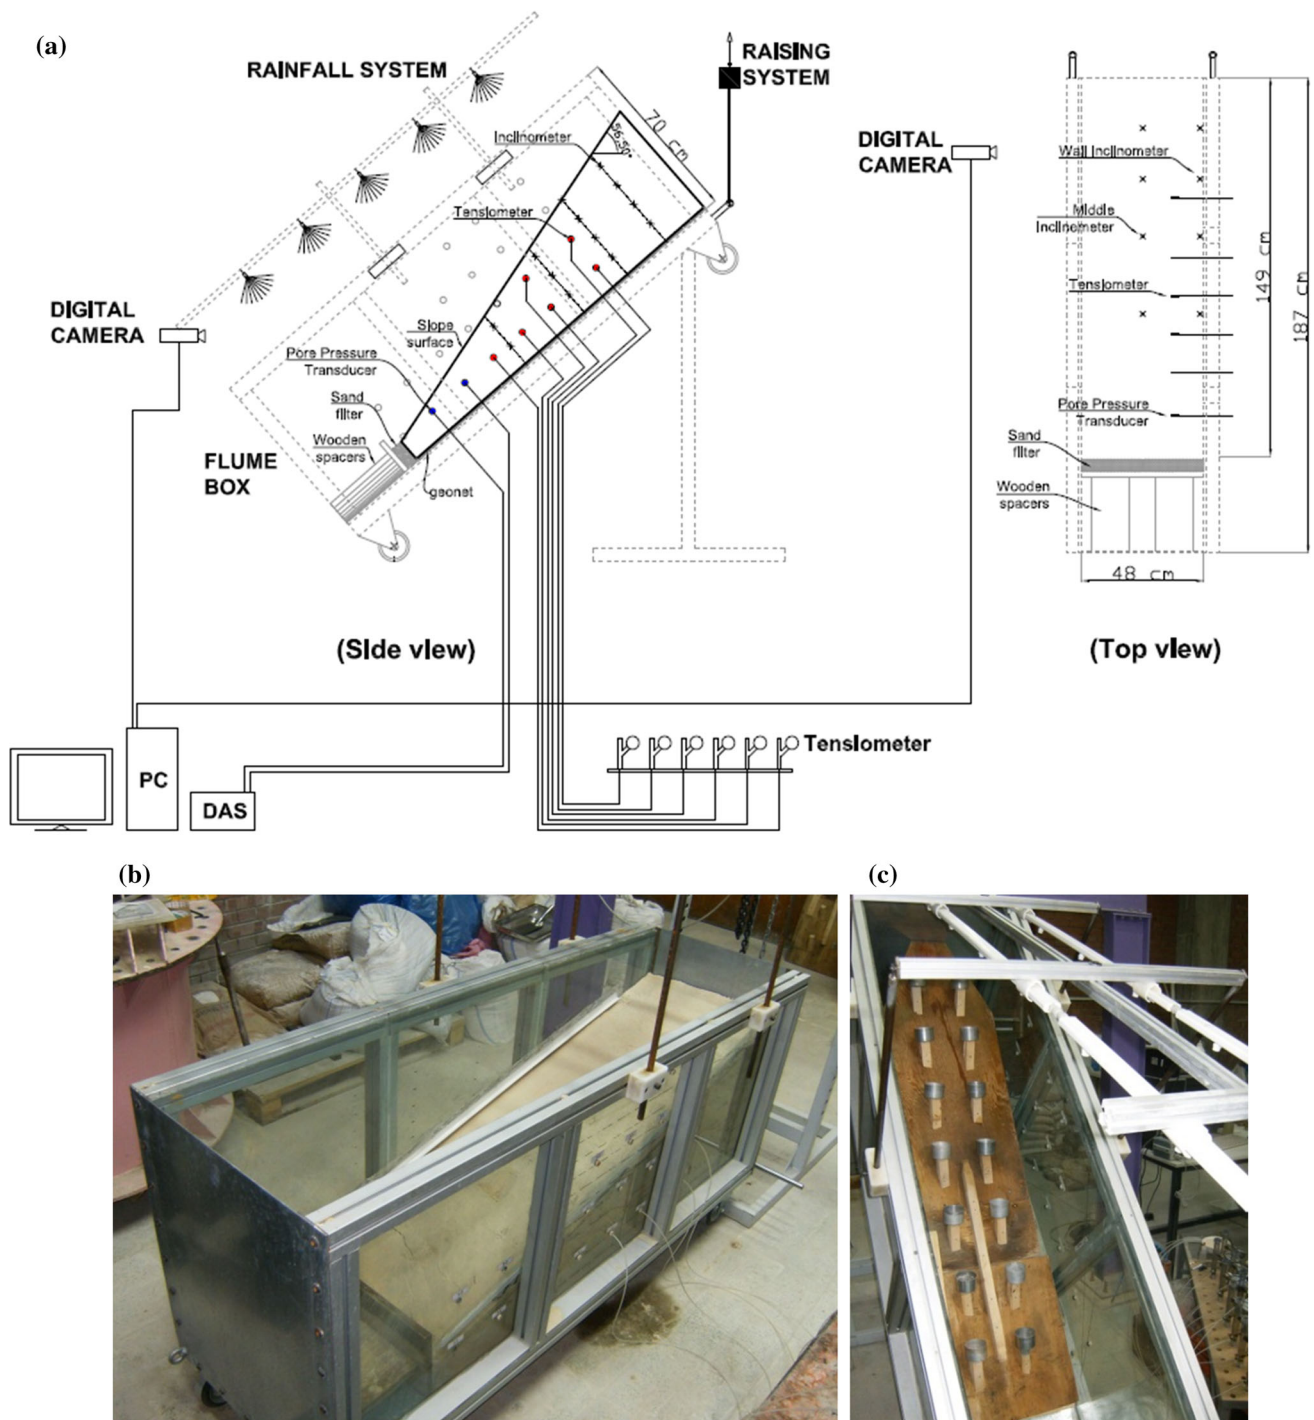 (a)
RAINFALL SYSTEM
RAISING
SYSTEM
70 cm
56.50°
Inclinometer
Tensiometer
DIGITAL
CAMERA
Slope
surface
Pore Pressure
Transducer
Sand
filter
Wooden
spacers
FLUME
BOX
geonet
(Side view)
DIGITAL
CAMERA
Wall Inclinometer
Middle
Inclinometer
Tensiometer
Pore Pressure
Transducer
Sand
filter
Wooden
spacers
149 cm
187 cm
48 cm
(Top view)
Tensiometer
PC
DAS
(b)
(c)